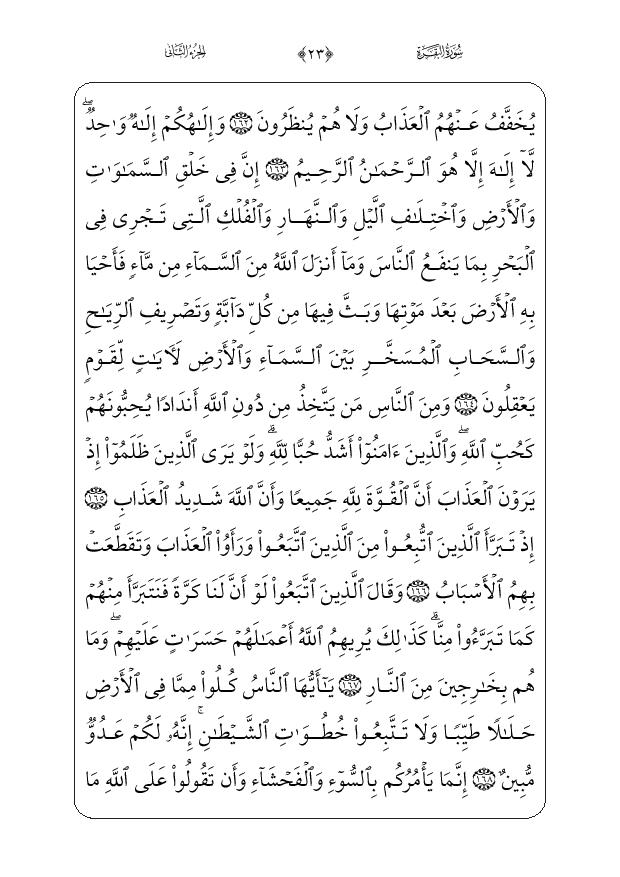 سُورَةُ البَقَرَة ﴿٢٣﴾ الجزء الثاني
يُخَفَّفُ عَنْهُمُ ٱلْعَذَابُ وَلَا هُمْ يُنظَرُونَ ١٦٢ وَإِلَٰهُكُمْ إِلَٰهٌ وَٰحِدٌۖ
لَّآ إِلَٰهَ إِلَّا هُوَ ٱلرَّحْمَٰنُ ٱلرَّحِيمُ ١٦٣ إِنَّ فِى خَلْقِ ٱلسَّمَٰوَٰتِ
وَٱلْأَرْضِ وَٱخْتِلَٰفِ ٱلَّيْلِ وَٱلنَّهَارِ وَٱلْفُلْكِ ٱلَّتِى تَجْرِى فِى
ٱلْبَحْرِ بِمَا يَنفَعُ ٱلنَّاسَ وَمَآ أَنزَلَ ٱللَّهُ مِنَ ٱلسَّمَآءِ مِن مَّآءٍ فَأَحْيَا
بِهِ ٱلْأَرْضَ بَعْدَ مَوْتِهَا وَبَثَّ فِيهَا مِن كُلِّ دَآبَّةٍ وَتَصْرِيفِ ٱلرِّيَٰحِ
وَٱلسَّحَابِ ٱلْمُسَخَّرِ بَيْنَ ٱلسَّمَآءِ وَٱلْأَرْضِ لَءَايَٰتٍ لِّقَوْمٍ
يَعْقِلُونَ ١٦٤ وَمِنَ ٱلنَّاسِ مَن يَتَّخِذُ مِن دُونِ ٱللَّهِ أَندَادًا يُحِبُّونَهُمْ
كَحُبِّ ٱللَّهِۖ وَٱلَّذِينَ ءَامَنُوٓا۟ أَشَدُّ حُبًّا لِّلَّهِۗ وَلَوْ يَرَى ٱلَّذِينَ ظَلَمُوٓا۟ إِذْ
يَرَوْنَ ٱلْعَذَابَ أَنَّ ٱلْقُوَّةَ لِلَّهِ جَمِيعًا وَأَنَّ ٱللَّهَ شَدِيدُ ٱلْعَذَابِ ١٦٥
إِذْ تَبَرَّأَ ٱلَّذِينَ ٱتُّبِعُوا۟ مِنَ ٱلَّذِينَ ٱتَّبَعُوا۟ وَرَأَوُا۟ ٱلْعَذَابَ وَتَقَطَّعَتْ
بِهِمُ ٱلْأَسْبَابُ ١٦٦ وَقَالَ ٱلَّذِينَ ٱتَّبَعُوا۟ لَوْ أَنَّ لَنَا كَرَّةً فَنَتَبَرَّأَ مِنْهُمْ
كَمَا تَبَرَّءُوا۟ مِنَّاۗ كَذَٰلِكَ يُرِيهِمُ ٱللَّهُ أَعْمَٰلَهُمْ حَسَرَٰتٍ عَلَيْهِمْۖ وَمَا
هُم بِخَٰرِجِينَ مِنَ ٱلنَّارِ ١٦٧ يَٰٓأَيُّهَا ٱلنَّاسُ كُلُوا۟ مِمَّا فِى ٱلْأَرْضِ
حَلَٰلًا طَيِّبًا وَلَا تَتَّبِعُوا۟ خُطُوَٰتِ ٱلشَّيْطَٰنِۚ إِنَّهُۥ لَكُمْ عَدُوٌّ
مُّبِينٌ ١٦٨ إِنَّمَا يَأْمُرُكُم بِٱلسُّوٓءِ وَٱلْفَحْشَآءِ وَأَن تَقُولُوا۟ عَلَى ٱللَّهِ مَا